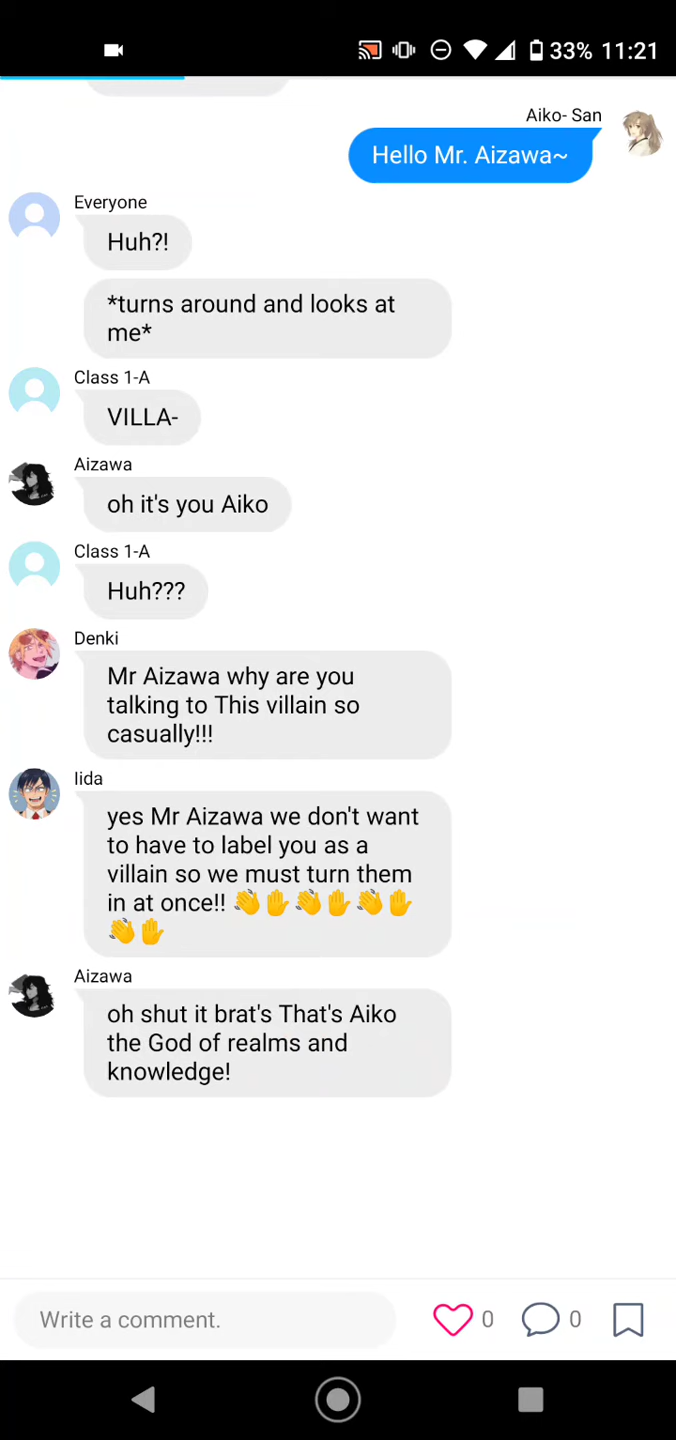 33% 11:21
Aiko- San
Hello Mr. Aizawa~
Everyone
Huh?!
*turns around and looks at
me*
Class 1-A
VILLA-
Aizawa
oh it's you Aiko
Class 1-A
Huh???
Denki
Mr Aizawa why are you
talking to This villain so
casually!!!
Iida
yes Mr Aizawa we don't want
to have to label you as a
villain so we must turn them
in at once!! 👋✋👋✋👋✋
👋✋
Aizawa
oh shut it brat's That's Aiko
the God of realms and
knowledge!
Write a comment.
0
0